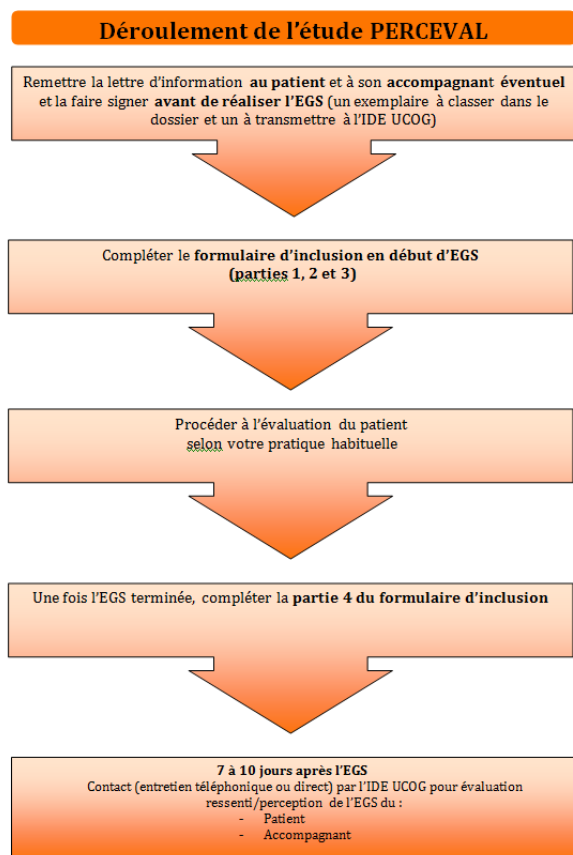 Déroulement de l’étude PERCEVAL
Remettre la lettre d’information au patient et à son accompagnant éventuel
et la faire signer avant de réaliser l’EGS (un exemplaire à classer dans le
dossier et un à transmettre à l’IDE UCOG)
Compléter le formulaire d’inclusion en début d’EGS
(parties 1, 2 et 3)
Procéder à l’évaluation du patient
selon votre pratique habituelle
Une fois l’EGS terminée, compléter la partie 4 du formulaire d’inclusion
7 à 10 jours après l’EGS
Contact (entretien téléphonique ou direct) par l’IDE UCOG pour évaluation
ressenti/perception de l’EGS du :
- Patient
- Accompagnant